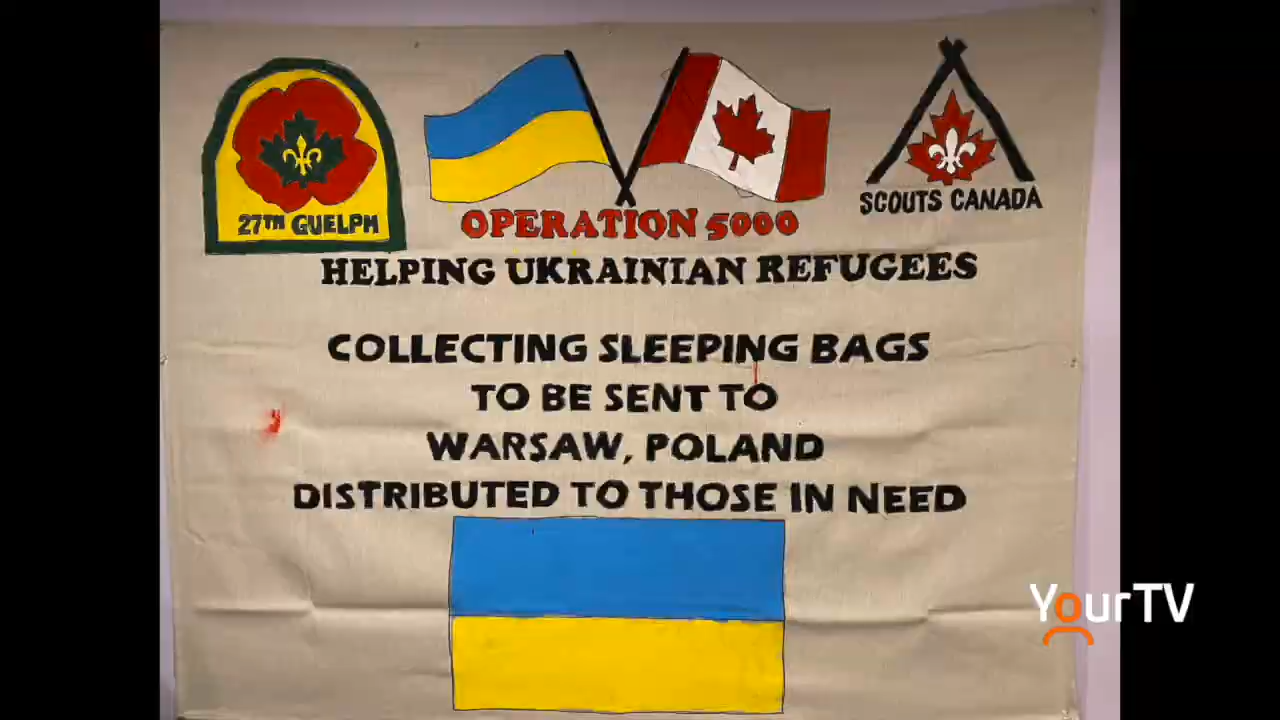 27TH GUELPH
OPERATION 5000
SCOUTS CANADA
HELPING UKRAINIAN REFUGEES
COLLECTING SLEEPING BAGS
TO BE SENT TO
WARSAW, POLAND
DISTRIBUTED TO THOSE IN NEED
YourTV